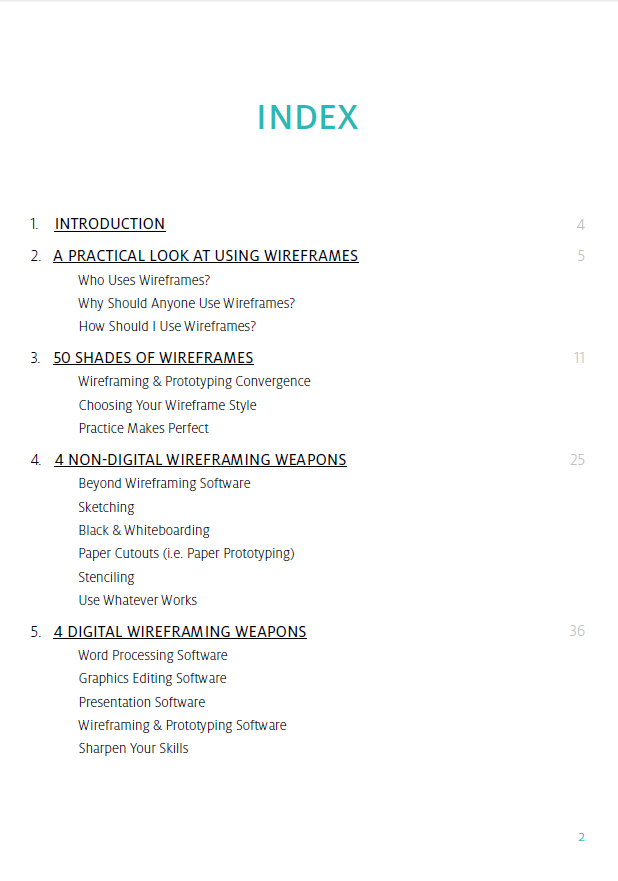 INDEX
1. INTRODUCTION 4
2. A PRACTICAL LOOK AT USING WIREFRAMES 5
Who Uses Wireframes?
Why Should Anyone Use Wireframes?
How Should I Use Wireframes?
3. 50 SHADES OF WIREFRAMES 11
Wireframing & Prototyping Convergence
Choosing Your Wireframe Style
Practice Makes Perfect
4. 4 NON-DIGITAL WIREFRAMING WEAPONS 25
Beyond Wireframing Software
Sketching
Black & Whiteboarding
Paper Cutouts (i.e. Paper Prototyping)
Stenciling
Use Whatever Works
5. 4 DIGITAL WIREFRAMING WEAPONS 36
Word Processing Software
Graphics Editing Software
Presentation Software
Wireframing & Prototyping Software
Sharpen Your Skills
2